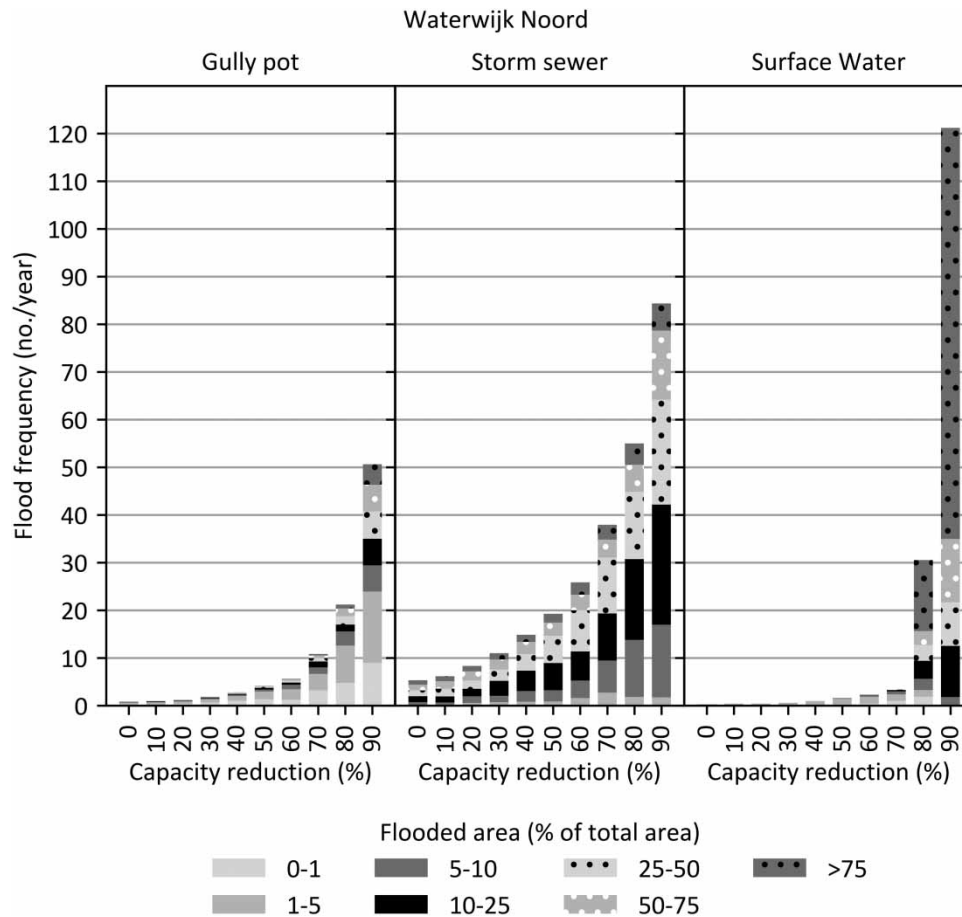 Waterwijk Noord
Gully pot Storm sewer Surface Water
Flood frequency (no./year)
120
110
100
90
80
70
60
50
40
30
20
10
0
0 10 20 30 40 50 60 70 80 90 0 10 20 30 40 50 60 70 80 90 0 10 20 30 40 50 60 70 80 90
Capacity reduction (%) Capacity reduction (%) Capacity reduction (%)
Flooded area (% of total area)
0-1 5-10 25-50 >75
1-5 10-25 50-75